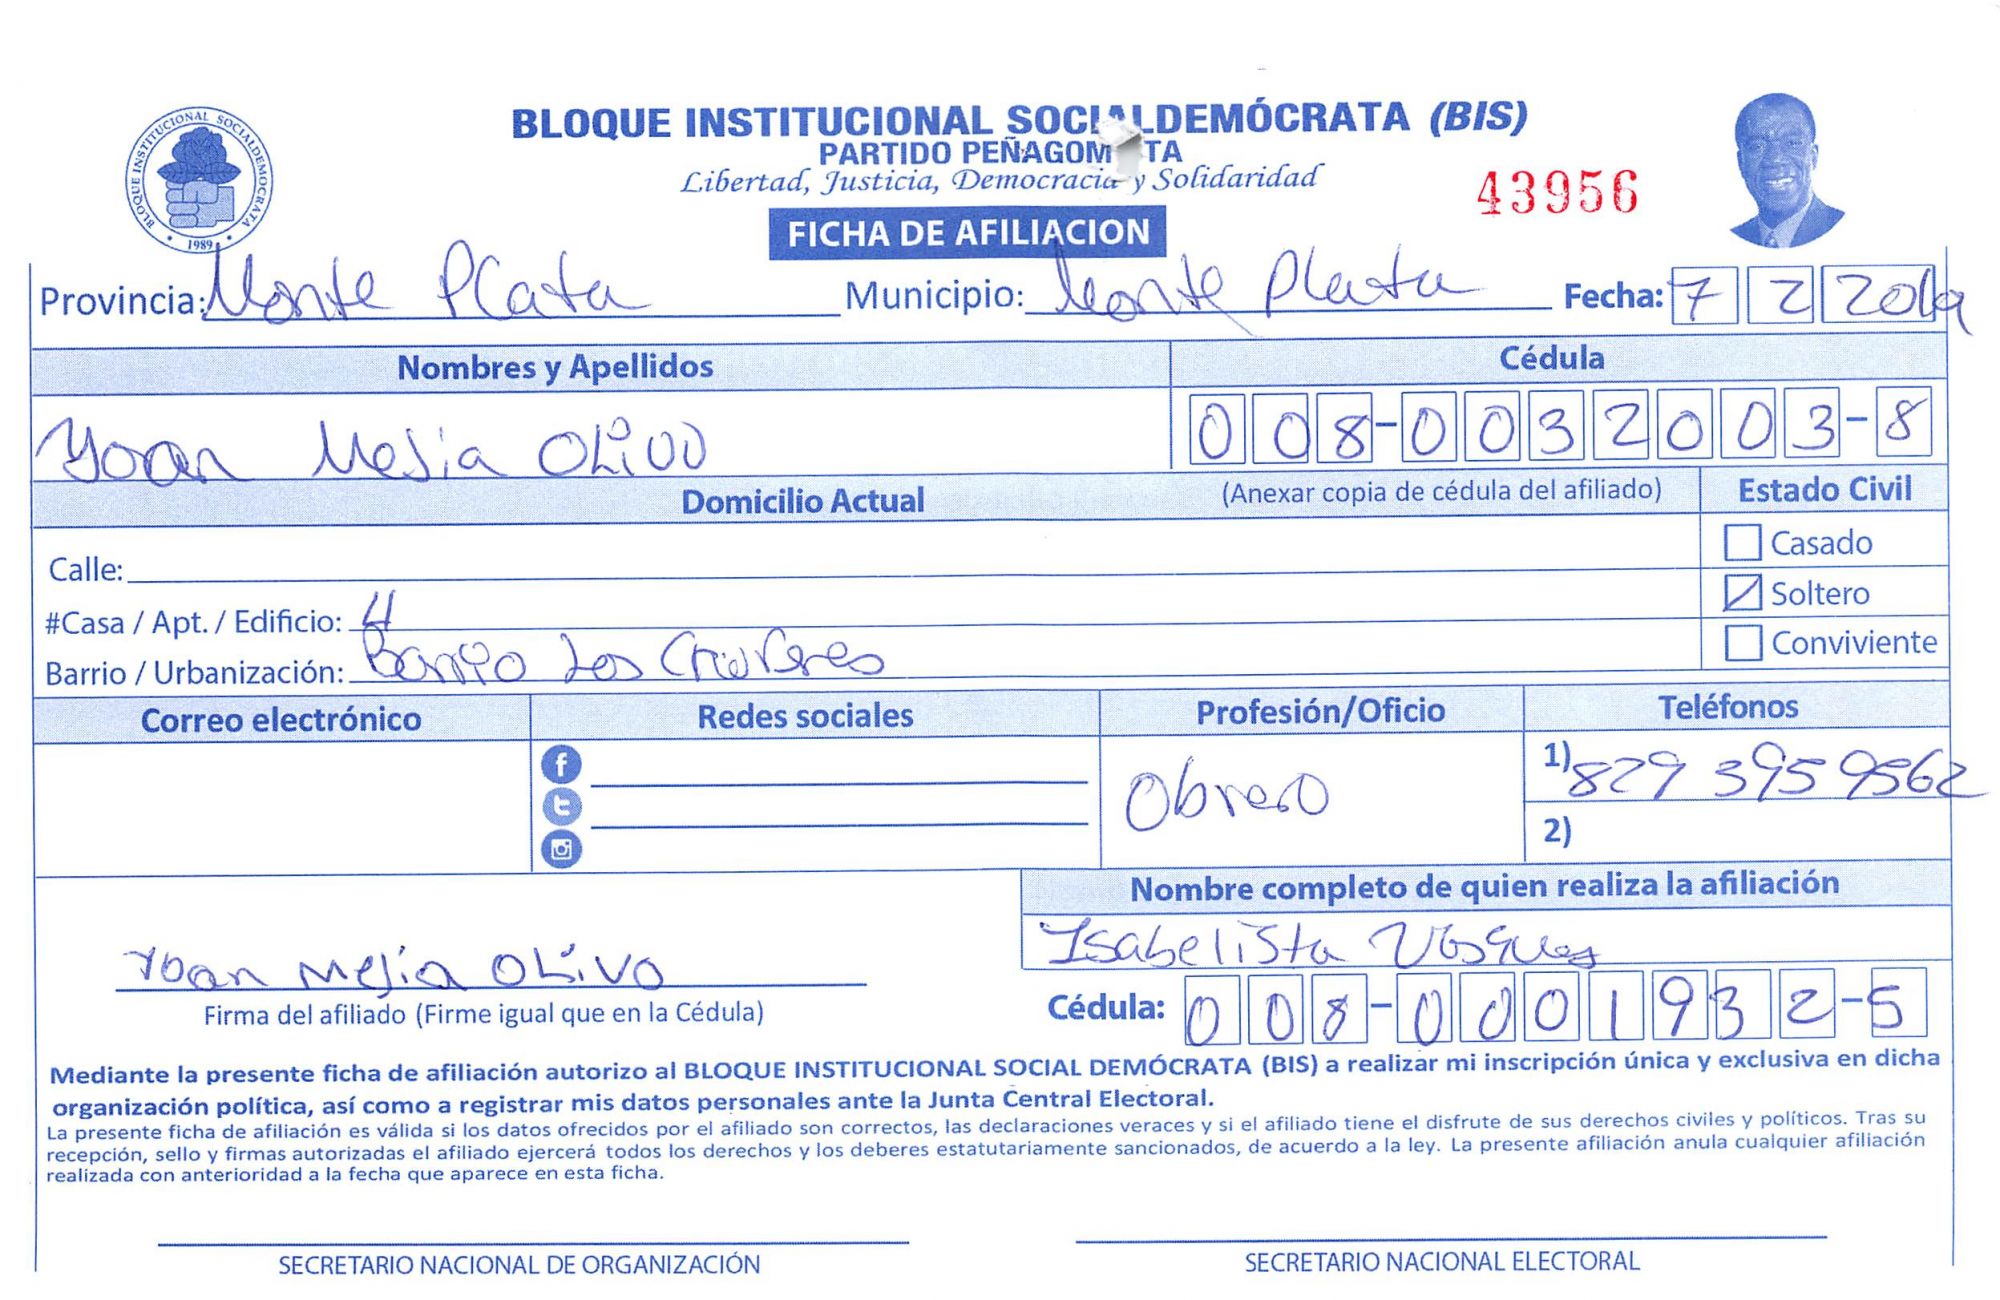 BLOQUE INSTITUCIONAL SOCIALDEMÓCRATA (BIS)
PARTIDO PEÑAGOM TA
Libertad, Justicia, Democracia y Solidaridad
43956
BLOQUE INSTITUCIONAL SOCIALDEMOCRATA
1989
FICHA DE AFILIACION
Provincia: Monte Plata Municipio: Monte Plata Fecha: 7 2 2019
Nombres y Apellidos Cédula
Yoan Mejia Olivo 008-0032003-8
Domicilio Actual (Anexar copia de cédula del afiliado) Estado Civil
Calle: Casado
#Casa / Apt. / Edificio: 4 Soltero
Barrio / Urbanización: Barrio Los Conviviente
Correo electrónico Redes sociales Profesión/Oficio Teléfonos
Obrero 1) 829 395 9562
2)
Nombre completo de quien realiza la afiliación
Isabelista
Yoan Mejia Olivo
Firma del afiliado (Firme igual que en la Cédula) Cédula: 008-0001932-5
Mediante la presente ficha de afiliación autorizo al BLOQUE INSTITUCIONAL SOCIAL DEMÓCRATA (BIS) a realizar mi inscripción única y exclusiva en dicha
organización política, así como a registrar mis datos personales ante la Junta Central Electoral.
La presente ficha de afiliación es válida si los datos ofrecidos por el afiliado son correctos, las declaraciones veraces y si el afiliado tiene el disfrute de sus derechos civiles y políticos. Tras su
recepción, sello y firmas autorizadas el afiliado ejercerá todos los derechos y los deberes estatutariamente sancionados, de acuerdo a la ley. La presente afiliación anula cualquier afiliación
realizada con anterioridad a la fecha que aparece en esta ficha.
SECRETARIO NACIONAL DE ORGANIZACIÓN SECRETARIO NACIONAL ELECTORAL